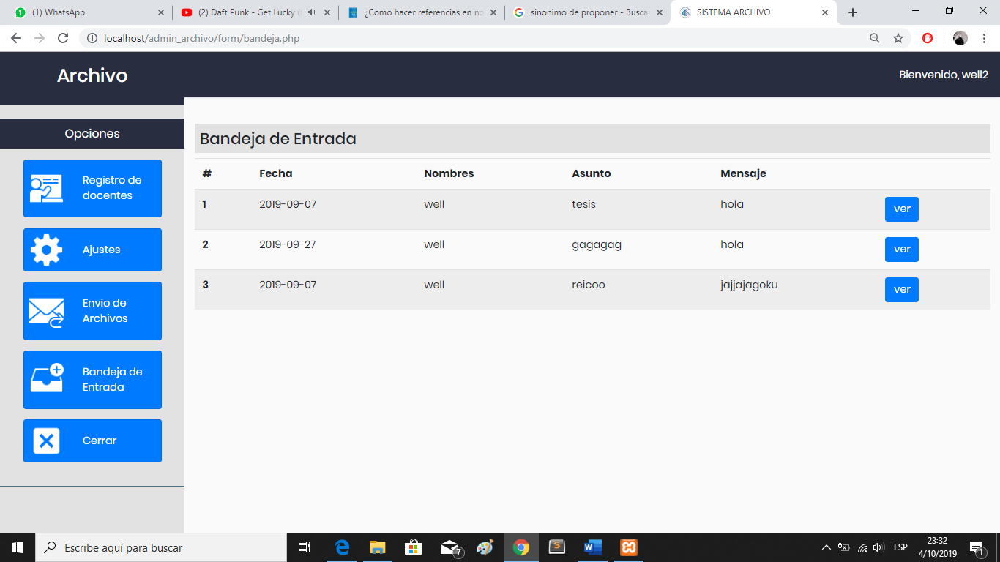 (1) WhatsApp
(2) Daft Punk - Get Lucky (
¿Como hacer referencias en no
sinonimo de proponer - Busca
SISTEMA ARCHIVO
localhost/admin_archivo/form/bandeja.php
Archivo
Bienvenido, well2
Opciones
Registro de
docentes
Ajustes
Envio de
Archivos
Bandeja de
Entrada
Cerrar
Bandeja de Entrada
# Fecha Nombres Asunto Mensaje
1 2019-09-07 well tesis hola ver
2 2019-09-27 well gagagag hola ver
3 2019-09-07 well reicoo jajjajagoku ver
Escribe aquí para buscar
7
ESP
23:32
4/10/2019
1